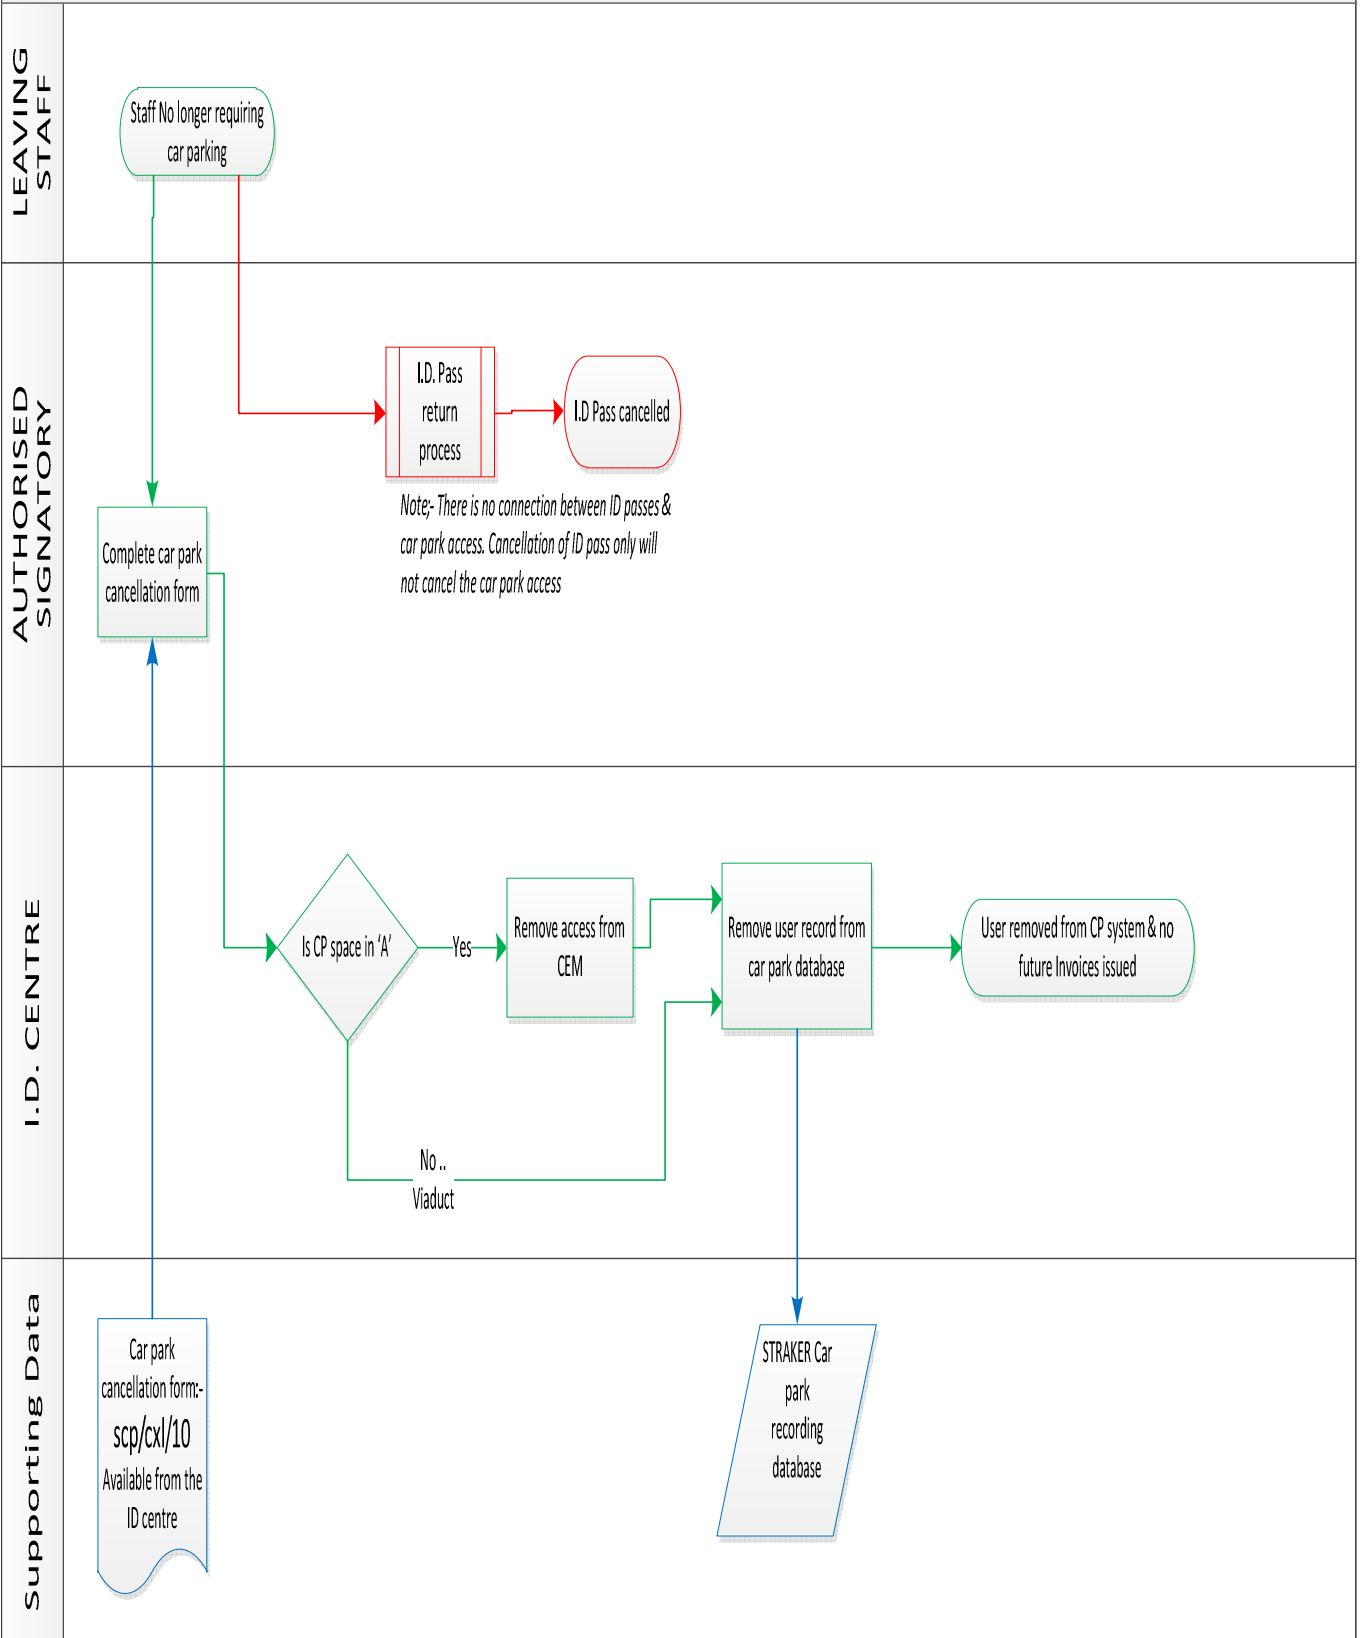 LEAVING
STAFF
Staff No longer requiring
car parking
AUTHORISED
SIGNATORY
I.D. Pass
return
process
I.D Pass cancelled
Note;- There is no connection between ID passes &
car park access. Cancellation of ID pass only will
not cancel the car park access
Complete car park
cancellation form
I.D. CENTRE
Is CP space in ‘A’
Yes
Remove access from
CEM
Remove user record from
car park database
User removed from CP system & no
future Invoices issued
No ..
Viaduct
Supporting Data
Car park
cancellation form:-
scp/cxl/10
Available from the
ID centre
STRAKER Car
park
recording
database